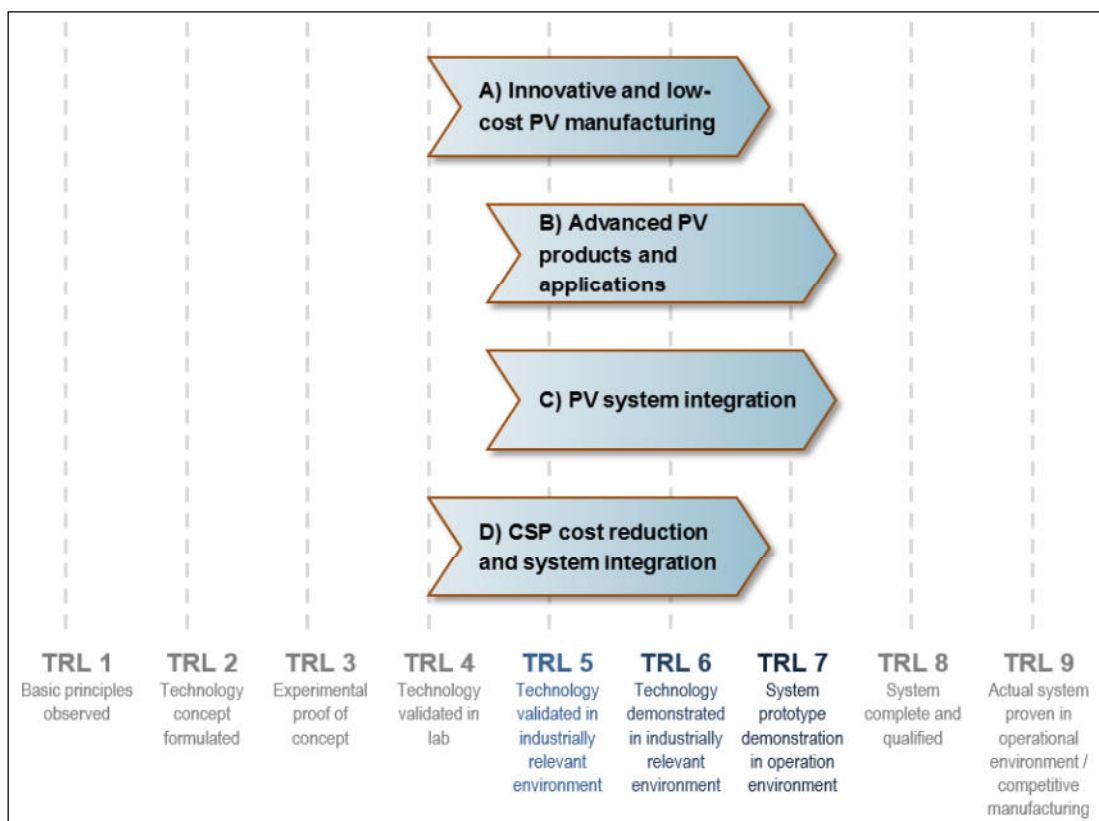 A) Innovative and low-
cost PV manufacturing
B) Advanced PV
products and
applications
C) PV system integration
D) CSP cost reduction
and system integration
TRL 1
Basic principles
observed
TRL 2
Technology
concept
formulated
TRL 3
Experimental
proof of
concept
TRL 4
Technology
validated in
lab
TRL 5
Technology
validated in
industrially
relevant
environment
TRL 6
Technology
demonstrated
in industrially
relevant
environment
TRL 7
System
prototype
demonstration
in operation
environment
TRL 8
System
complete and
qualified
TRL 9
Actual system
proven in
operational
environment /
competitive
manufacturing